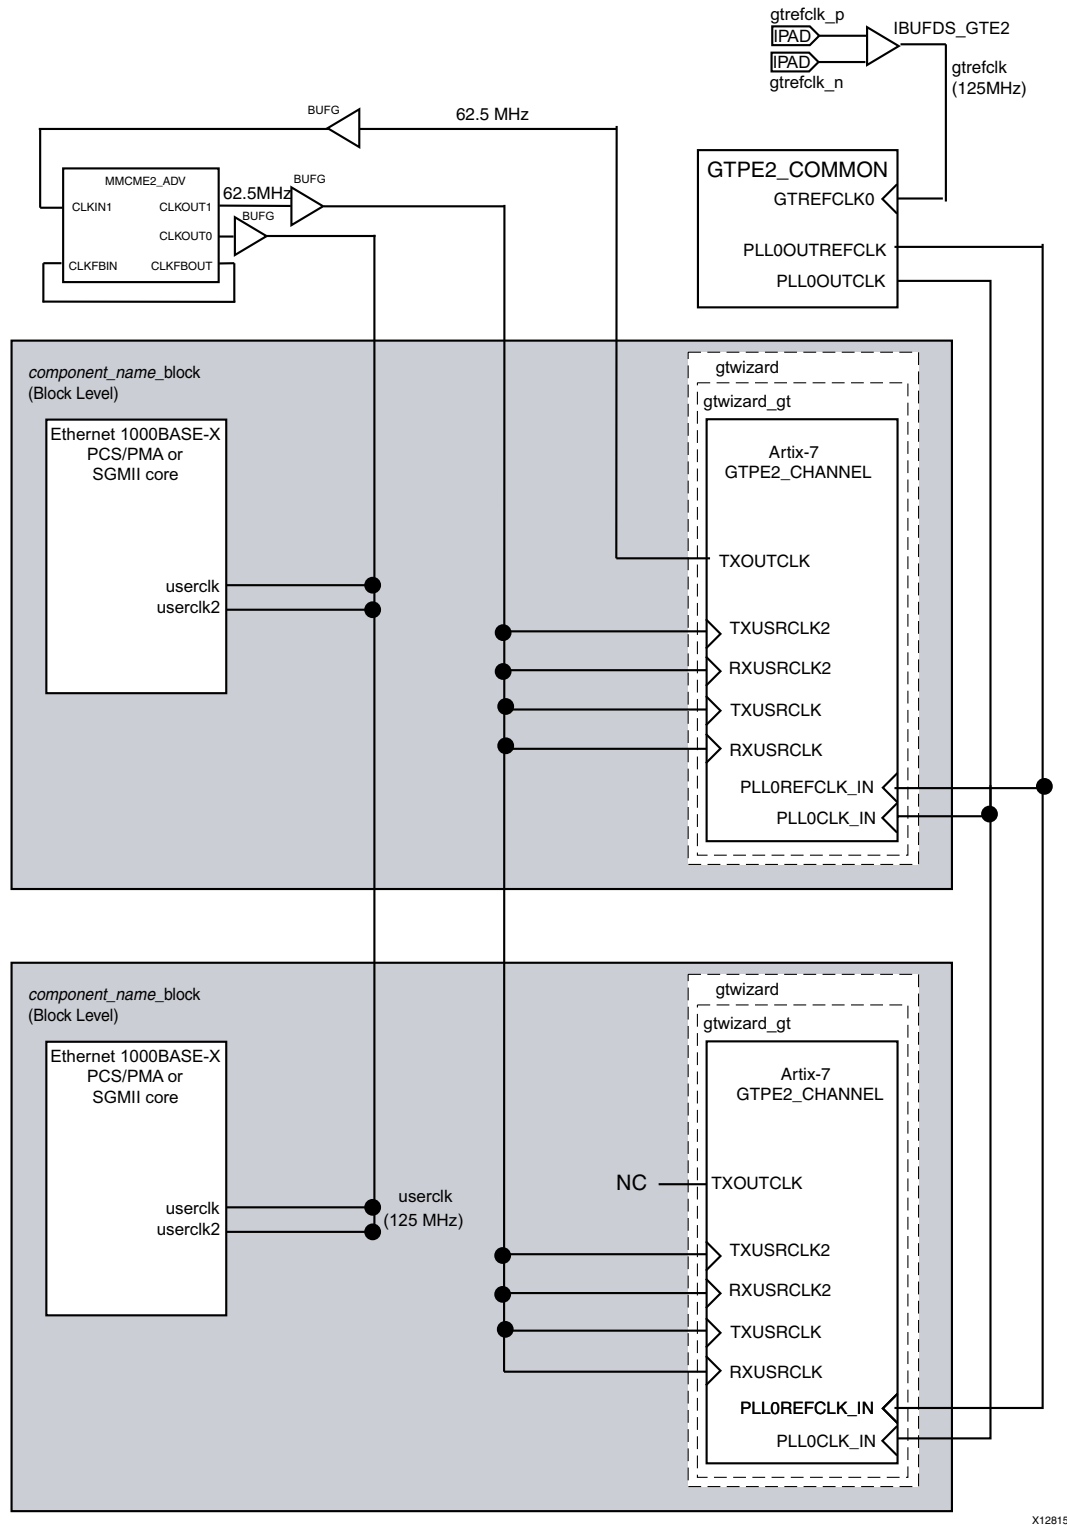 gtrefclk_p
IPAD
IBUFDS_GTE2
IPAD
gtrefclk_n
gtrefclk
(125MHz)
BUFG
62.5 MHz
MMCME2_ADV
CLKIN1
CLKOUT1
62.5MHz
BUFG
CLKOUT0
BUFG
CLKFBIN
CLKFBOUT
GTPE2_COMMON
GTREFCLK0
PLL0OUTREFCLK
PLL0OUTCLK
component_name_block
(Block Level)
Ethernet 1000BASE-X
PCS/PMA or
SGMII core
userclk
userclk2
gtwizard
gtwizard_gt
Artix-7
GTPE2_CHANNEL
TXOUTCLK
TXUSRCLK2
RXUSRCLK2
TXUSRCLK
RXUSRCLK
PLL0REFCLK_IN
PLL0CLK_IN
component_name_block
(Block Level)
Ethernet 1000BASE-X
PCS/PMA or
SGMII core
userclk
userclk2
userclk
(125 MHz)
gtwizard
gtwizard_gt
Artix-7
GTPE2_CHANNEL
NC
TXOUTCLK
TXUSRCLK2
RXUSRCLK2
TXUSRCLK
RXUSRCLK
PLL0REFCLK_IN
PLL0CLK_IN
X12815